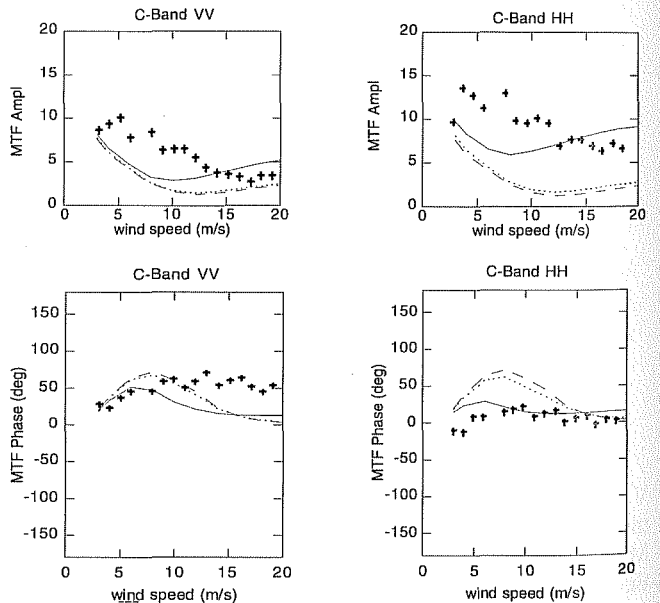 C-Band VV
20
15
10
5
0
MTF Ampl
0 5 10 15 20
wind speed (m/s)
C-Band HH
20
15
10
5
0
MTF Ampl
0 5 10 15 20
wind speed (m/s)
C-Band VV
150
100
50
0
-50
-100
-150
MTF Phase (deg)
0 5 10 15 20
wind speed (m/s)
C-Band HH
150
100
50
0
-50
-100
-150
MTF Phase (deg)
0 5 10 15 20
wind speed (m/s)